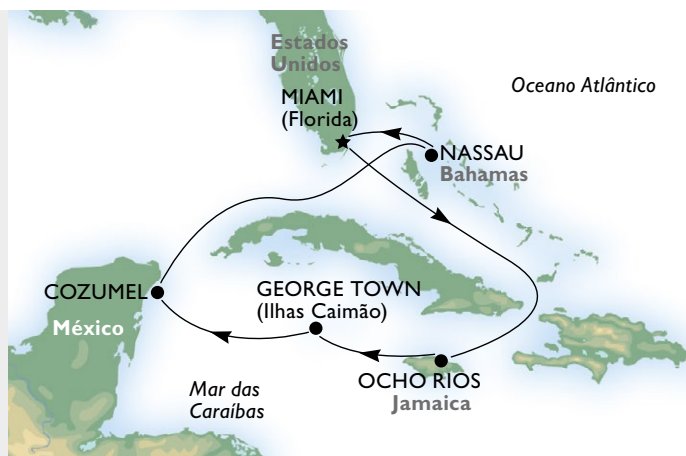 Estados
Unidos
MIAMI
(Florida)
Oceano Atlântico
NASSAU
Bahamas
COZUMEL
México
GEORGE TOWN
(Ilhas Caimão)
OCHO RIOS
Jamaica
Mar das
Caraíbas